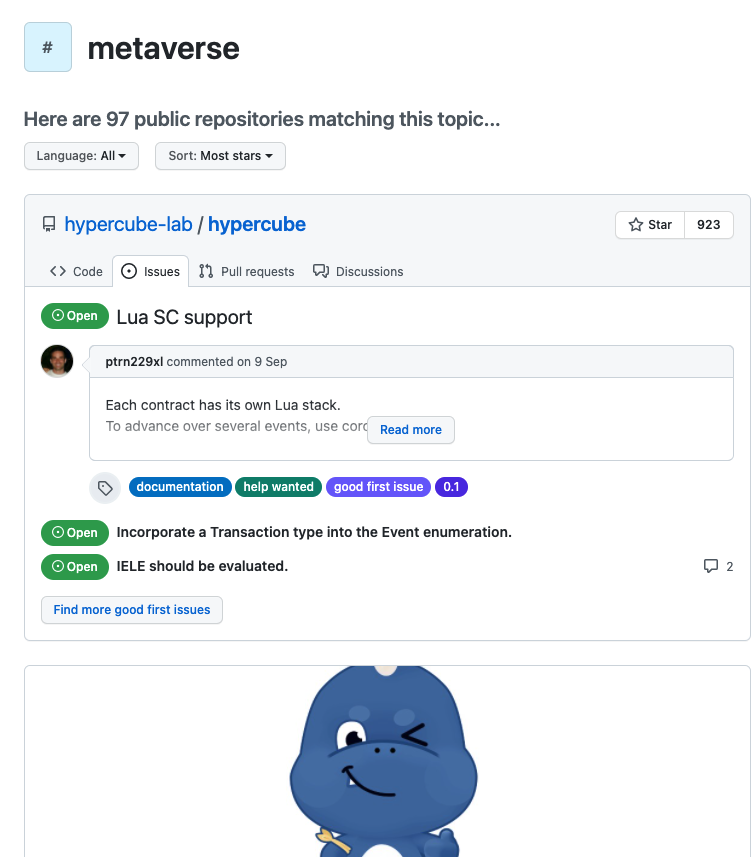 #
metaverse
Here are 97 public repositories matching this topic...
Language: All
Sort: Most stars
hypercube-lab / hypercube
Star 923
Code
Issues
Pull requests
Discussions
Open Lua SC support
ptrn229xl commented on 9 Sep
Each contract has its own Lua stack.
To advance over several events, use
Read more
documentation
help wanted
good first issue
0.1
Open Incorporate a Transaction type into the Event enumeration.
Open IELE should be evaluated.
2
Find more good first issues